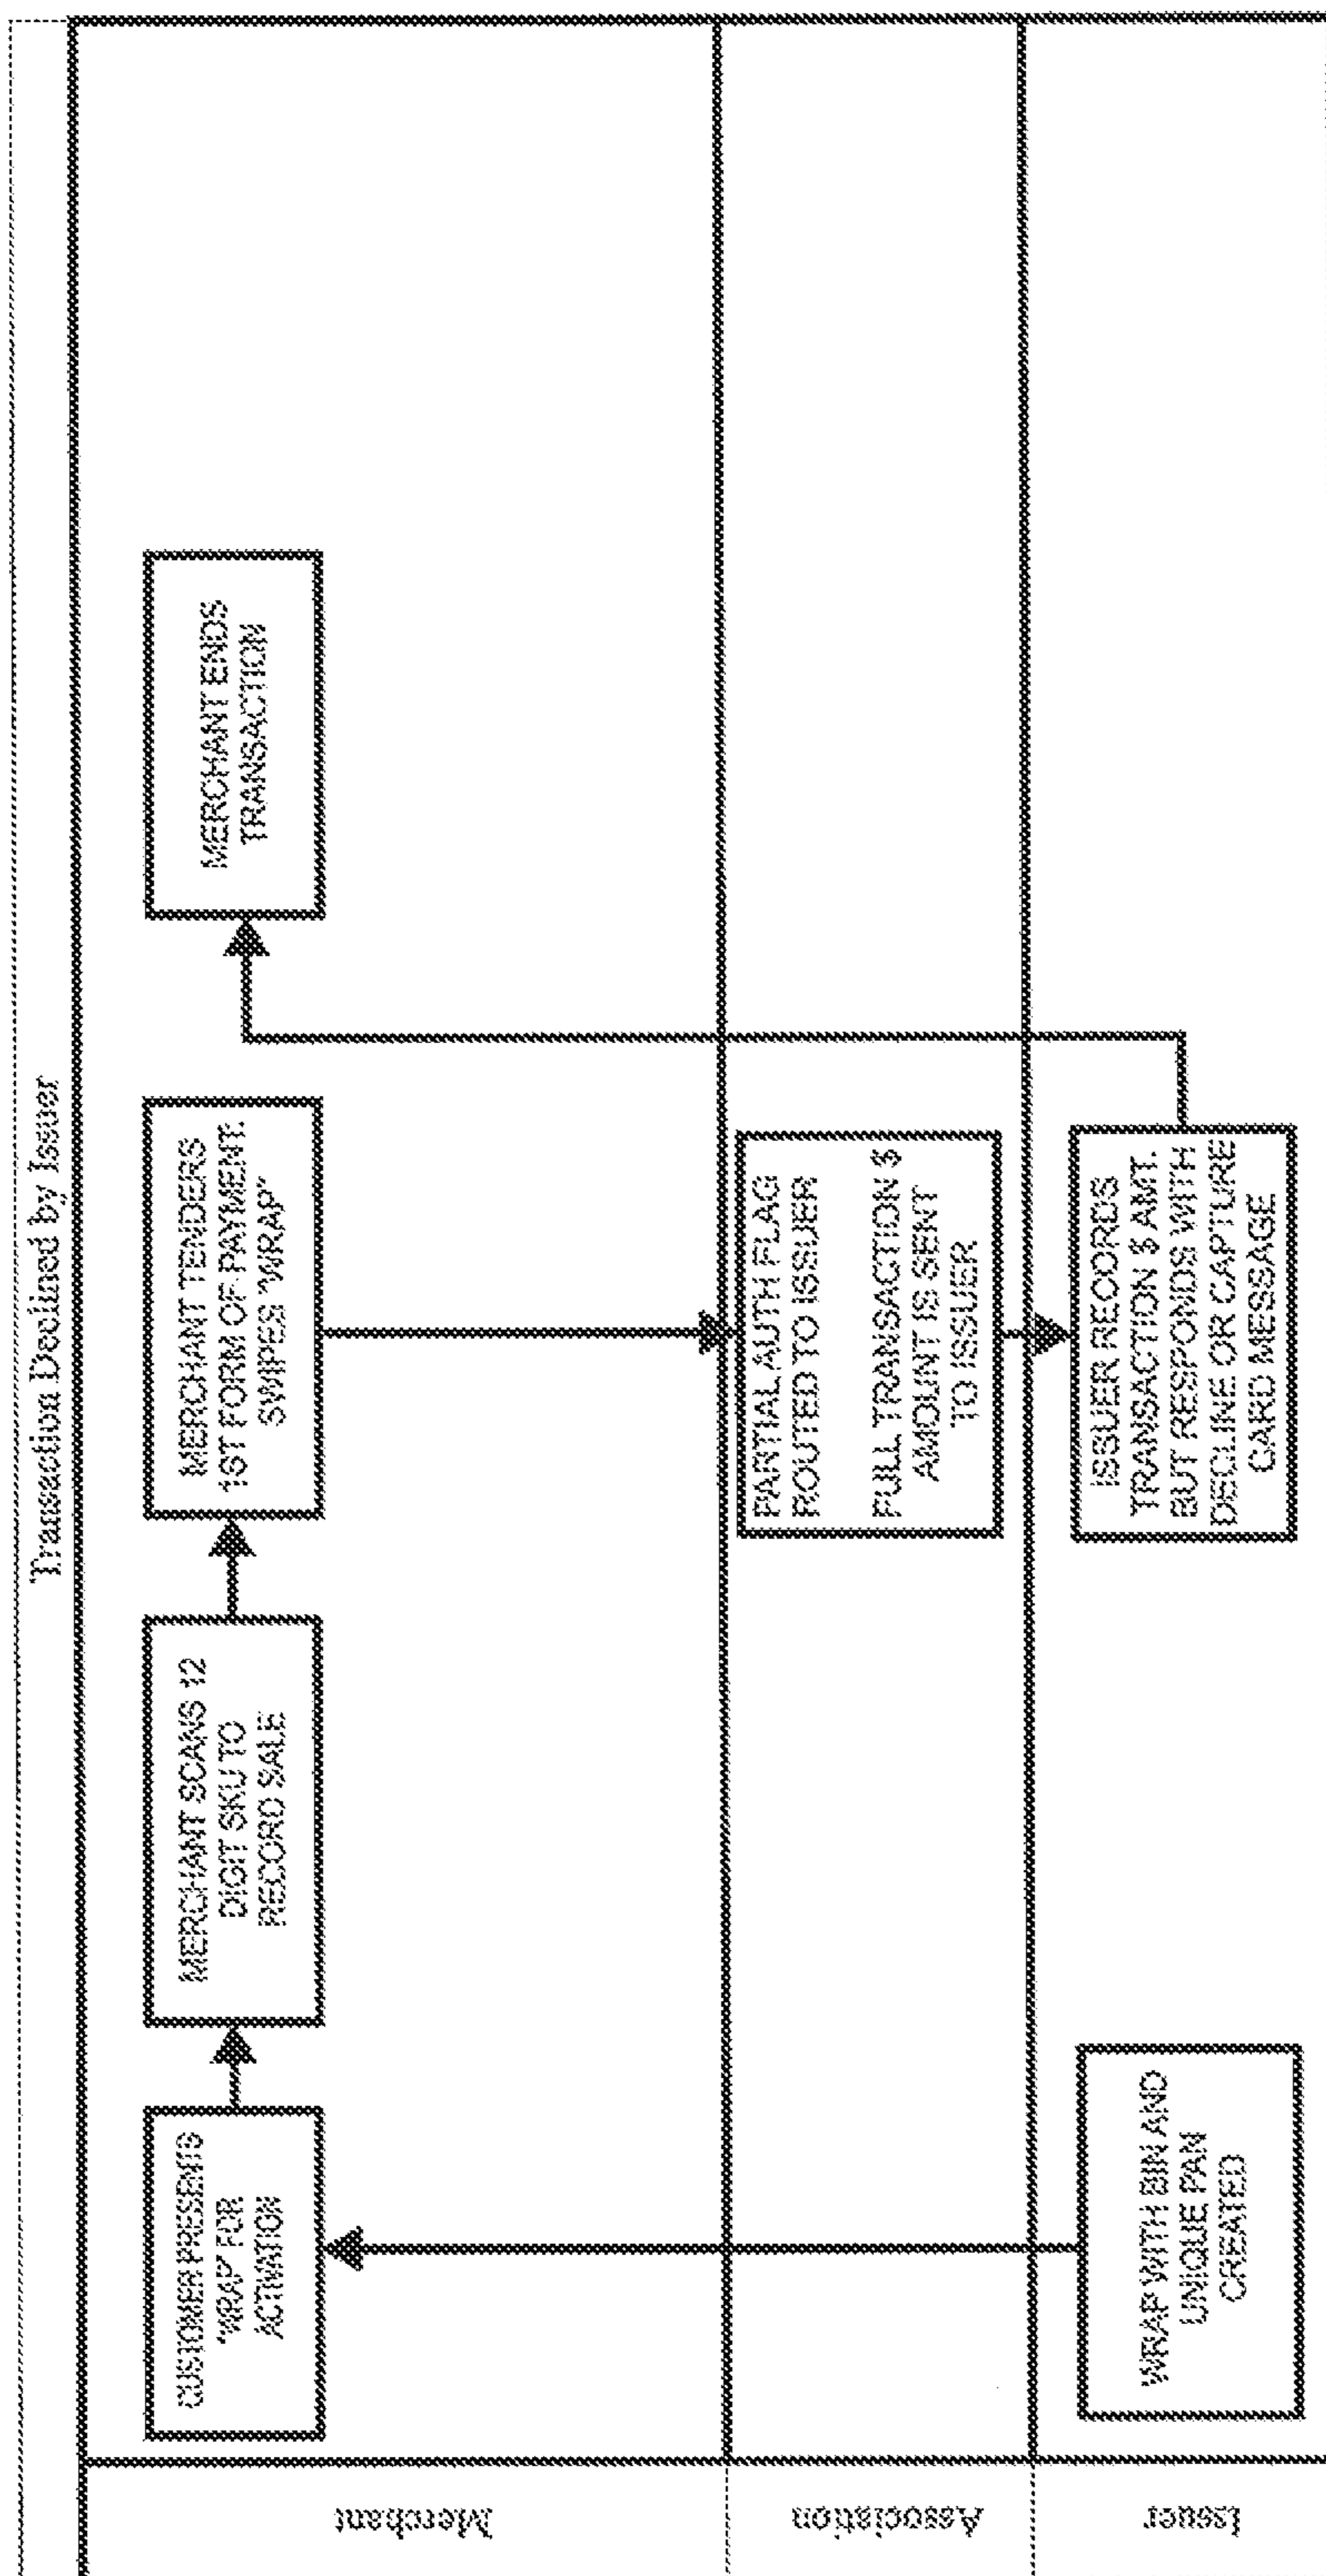 Transaction Declined by Issuer
Merchant
CUSTOMER PRESENTS
"WRAP" FOR
ACTIVATION
MERCHANT SCANS 12
DIGIT SKU TO
RECORD SALE
MERCHANT TENDERS
1ST FORM OF PAYMENT.
SWIPES "WRAP"
MERCHANT ENDS
TRANSACTION
Association
PARTIAL AUTH FLAG
ROUTED TO ISSUER
FULL TRANSACTION $
AMOUNT IS SENT
TO ISSUER
Issuer
WRAP WITH BIN AND
UNIQUE PAN
CREATED
ISSUER RECORDS
TRANSACTION $ AMT.
BUT RESPONDS WITH
DECLINE OR CAPTURE
CARD MESSAGE